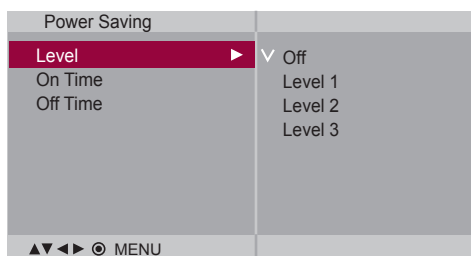 Power Saving
Level
On Time
Off Time
Off
Level 1
Level 2
Level 3
MENU